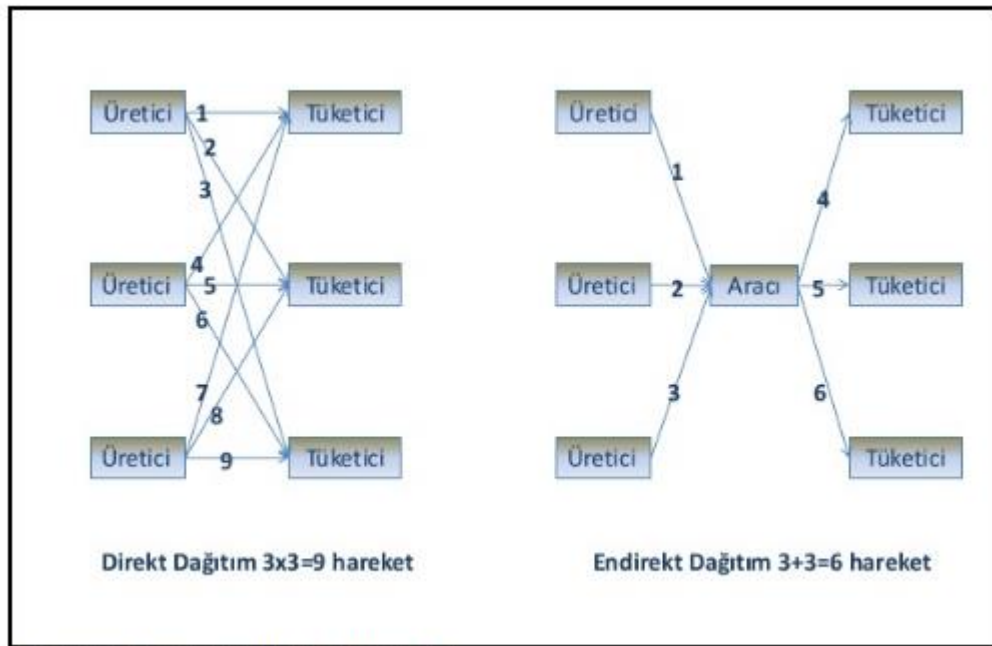 Üretici
1
Tüketici
2
3
Üretici
4
5
Tüketici
6
7
8
Üretici
9
Tüketici
Direkt Dağıtım 3x3=9 hareket
Üretici
1
Tüketici
4
Üretici
2
Aracı
5
Tüketici
3
6
Üretici
Tüketici
Endirekt Dağıtım 3+3=6 hareket